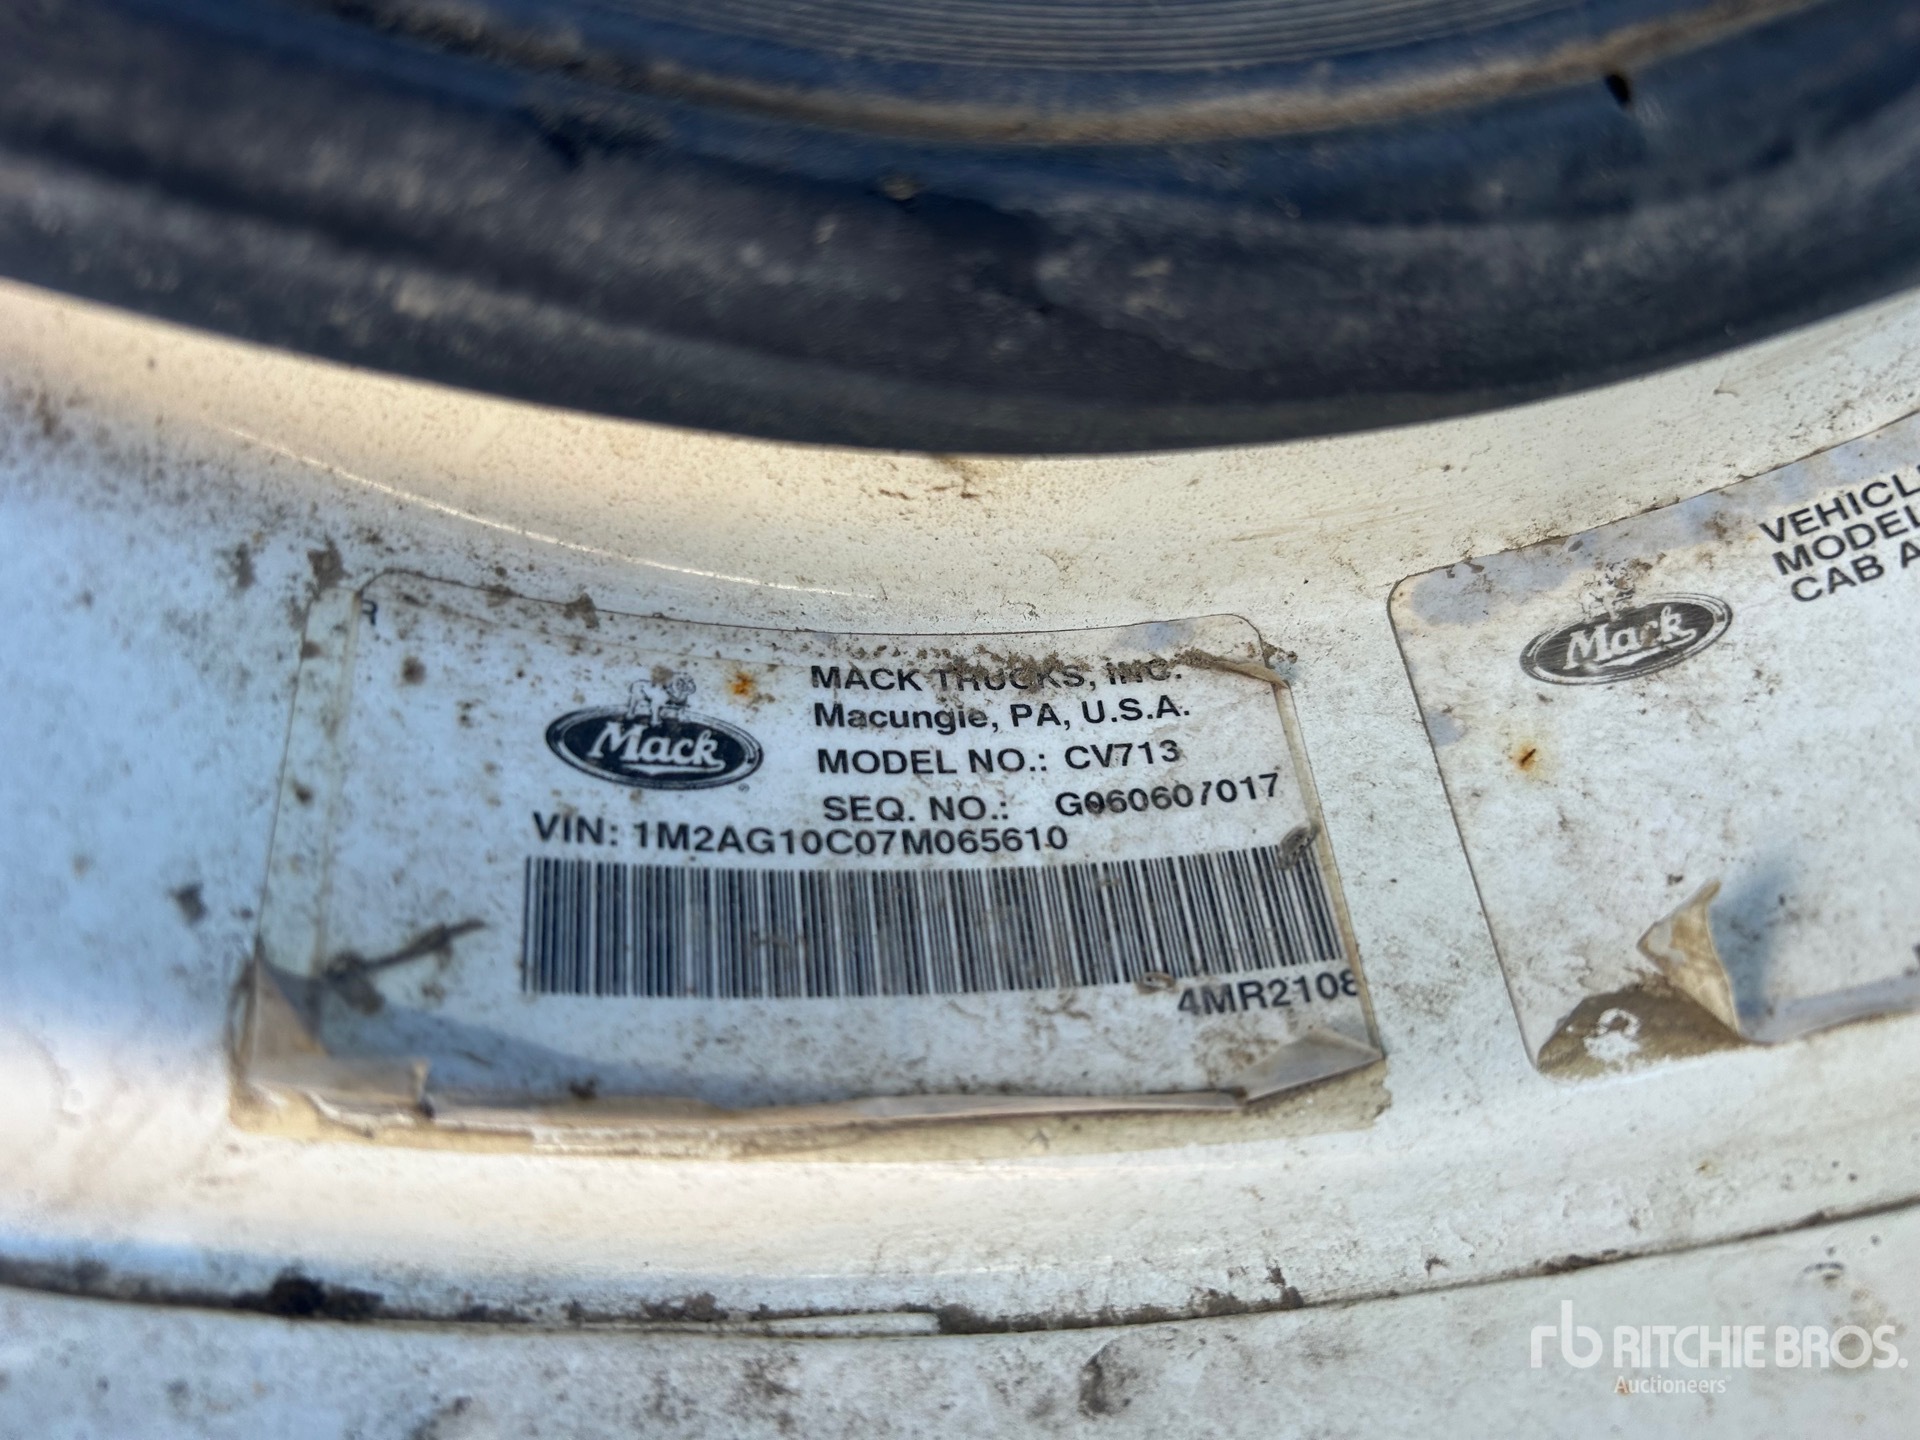 R
Mack
MACK TRUCKS, INC.
Macungie, PA, U.S.A.
MODEL NO.: CV713
SEQ. NO.: G060607017
VIN: 1M2AG10C07M065610
4MR2108
Mack
VEHICL
MODEL
CAB A
rb RITCHIE BROS.
Auctioneers